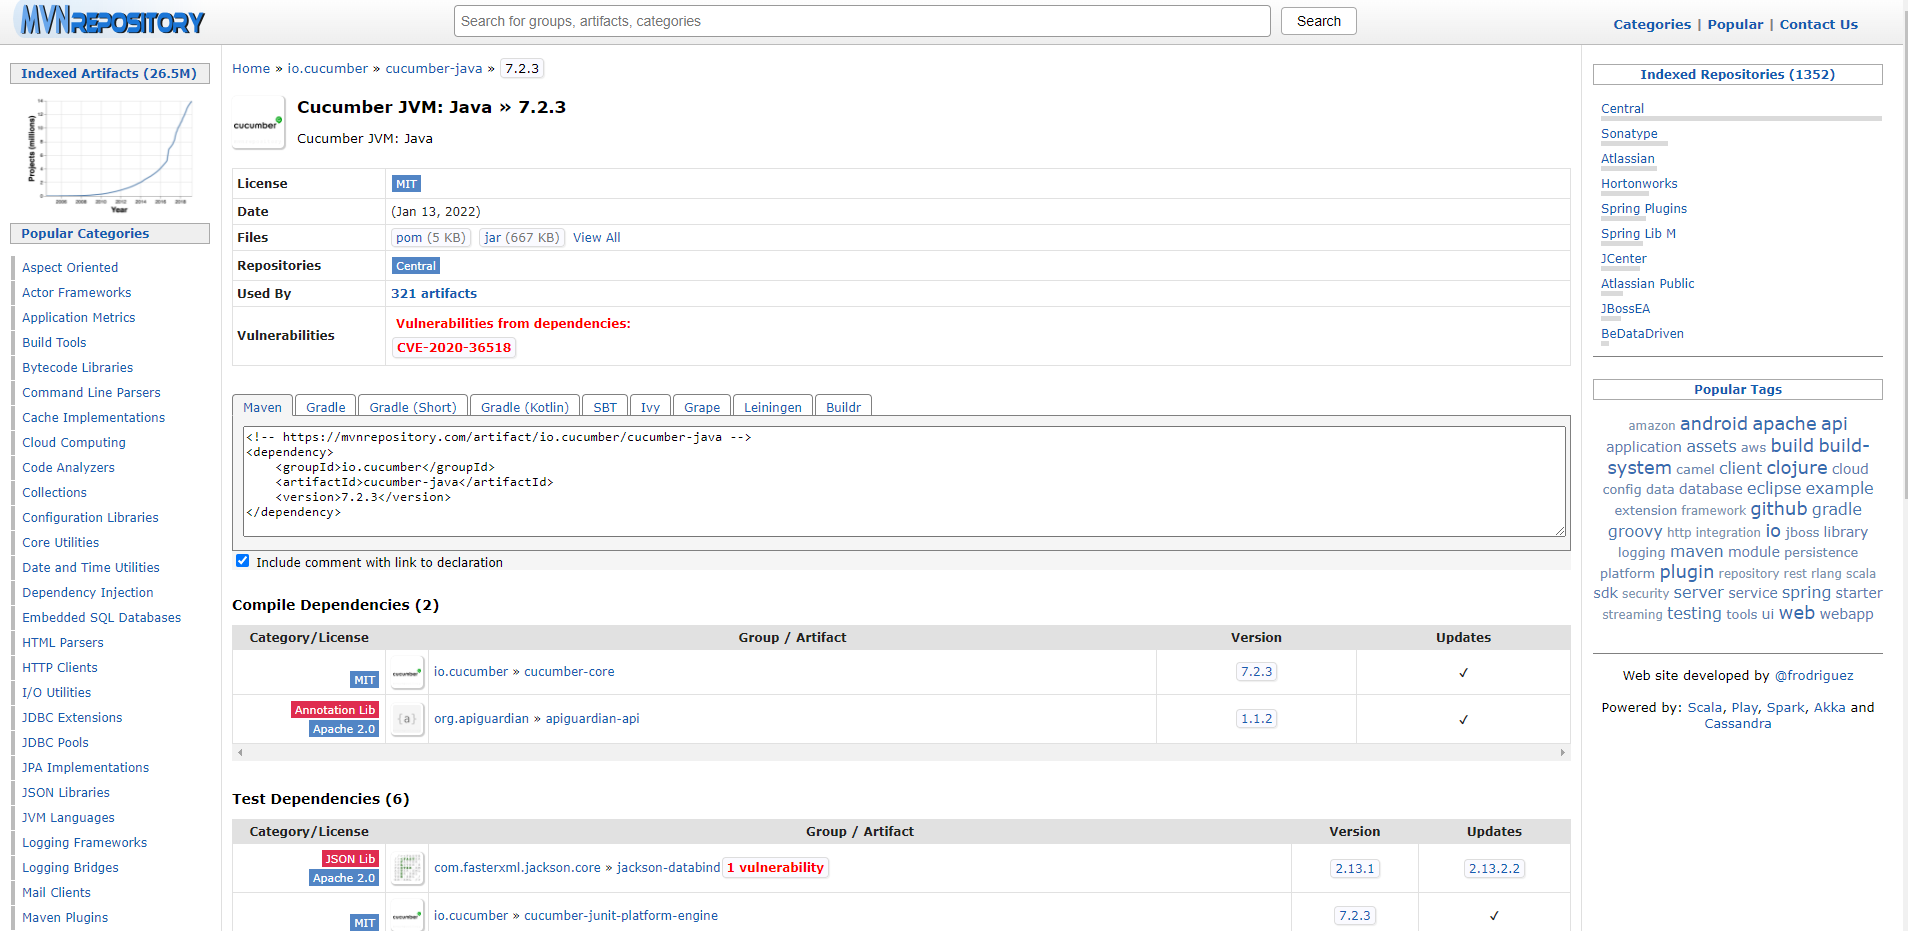 MVNREPOSITORY
Search for groups, artifacts, categories
Search
Categories | Popular | Contact Us
Indexed Artifacts (26.5M)
Projects (millions)
Year
Popular Categories
Aspect Oriented
Actor Frameworks
Application Metrics
Build Tools
Bytecode Libraries
Command Line Parsers
Cache Implementations
Cloud Computing
Code Analyzers
Collections
Configuration Libraries
Core Utilities
Date and Time Utilities
Dependency Injection
Embedded SQL Databases
HTML Parsers
HTTP Clients
I/O Utilities
JDBC Extensions
JDBC Pools
JPA Implementations
JSON Libraries
JVM Languages
Logging Frameworks
Logging Bridges
Mail Clients
Maven Plugins
Home » io.cucumber » cucumber-java » 7.2.3
cucumber
Cucumber JVM: Java » 7.2.3
Cucumber JVM: Java
License MIT
Date (Jan 13, 2022)
Files pom (5 KB) jar (667 KB) View All
Repositories Central
Used By 321 artifacts
Vulnerabilities Vulnerabilities from dependencies:
CVE-2020-36518
Maven Gradle Gradle (Short) Gradle (Kotlin) SBT Ivy Grape Leiningen Buildr
<!-- https://mvnrepository.com/artifact/io.cucumber/cucumber-java -->
<dependency>
    <groupId>io.cucumber</groupId>
    <artifactId>cucumber-java</artifactId>
    <version>7.2.3</version>
</dependency>
Include comment with link to declaration
Compile Dependencies (2)
Category/License Group / Artifact Version Updates
MIT cucumber io.cucumber » cucumber-core 7.2.3 ✓
Annotation Lib
Apache 2.0 {a} org.apiguardian » apiguardian-api 1.1.2 ✓
Test Dependencies (6)
Category/License Group / Artifact Version Updates
JSON Lib
Apache 2.0 F com.fasterxml.jackson.core » jackson-databind 1 vulnerability 2.13.1 2.13.2.2
MIT cucumber io.cucumber » cucumber-junit-platform-engine 7.2.3 ✓
Indexed Repositories (1352)
Central
Sonatype
Atlassian
Hortonworks
Spring Plugins
Spring Lib M
JCenter
Atlassian Public
JBossEA
BeDataDriven
Popular Tags
amazon android apache api
application assets aws build build-
system camel client clojure cloud
config data database eclipse example
extension framework github gradle
groovy http integration io jboss library
logging maven module persistence
platform plugin repository rest rlang scala
sdk security server service spring starter
streaming testing tools ui web webapp
Web site developed by @frodriguez
Powered by: Scala, Play, Spark, Akka and
Cassandra